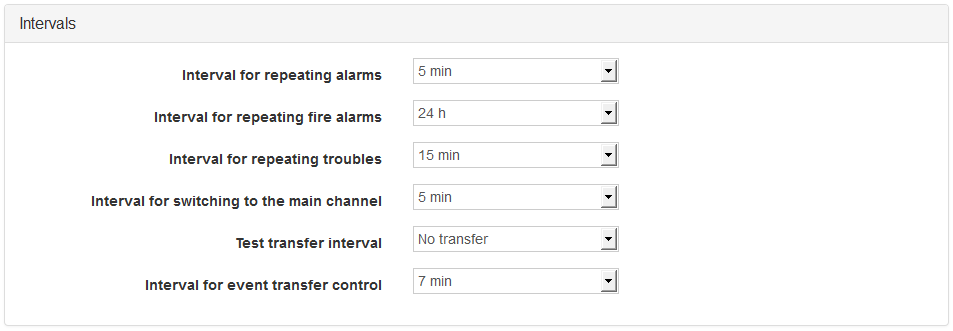 Intervals
Interval for repeating alarms 5 min
Interval for repeating fire alarms 24 h
Interval for repeating troubles 15 min
Interval for switching to the main channel 5 min
Test transfer interval No transfer
Interval for event transfer control 7 min